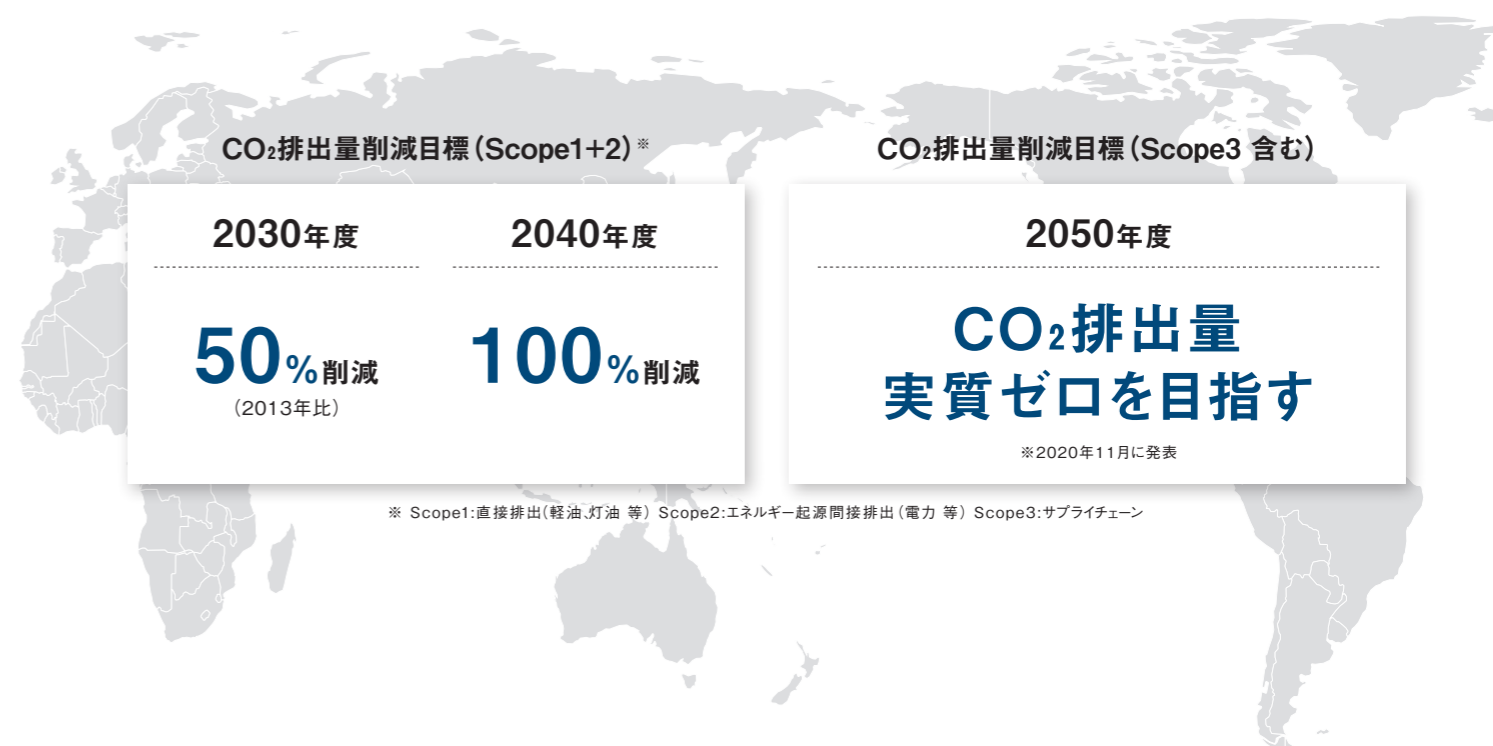 CO₂排出量削減目標（Scope1+2）※
2030年度
50%削減
（2013年比）
2040年度
100%削減
CO₂排出量削減目標（Scope3 含む）
2050年度
CO₂排出量
実質ゼロを目指す
※2020年11月に発表
※ Scope1:直接排出（軽油、灯油 等） Scope2:エネルギー起源間接排出（電力 等） Scope3:サプライチェーン